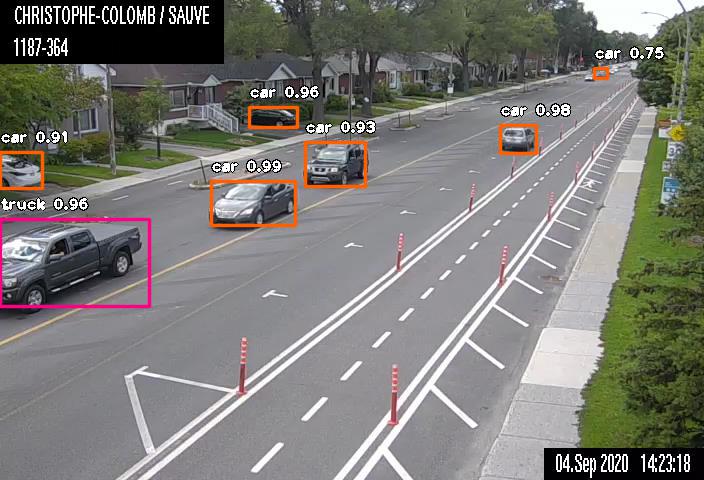 CHRISTOPHE-COLOMB / SAUVE
1187-364
car 0.75
car 0.96
car 0.98
car 0.93
car 0.91
car 0.99
truck 0.96
04.Sep 2020 14:23:18